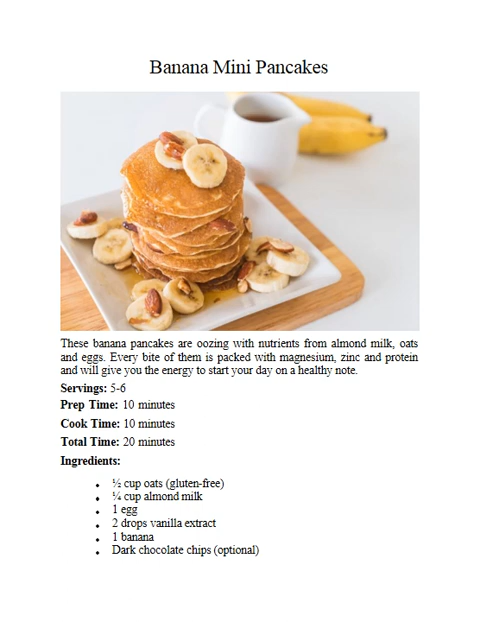 Banana Mini Pancakes
These banana pancakes are oozing with nutrients from almond milk, oats
and eggs. Every bite of them is packed with magnesium, zinc and protein
and will give you the energy to start your day on a healthy note.
Servings: 5-6
Prep Time: 10 minutes
Cook Time: 10 minutes
Total Time: 20 minutes
Ingredients:
• ½ cup oats (gluten-free)
• ¼ cup almond milk
• 1 egg
• 2 drops vanilla extract
• 1 banana
• Dark chocolate chips (optional)